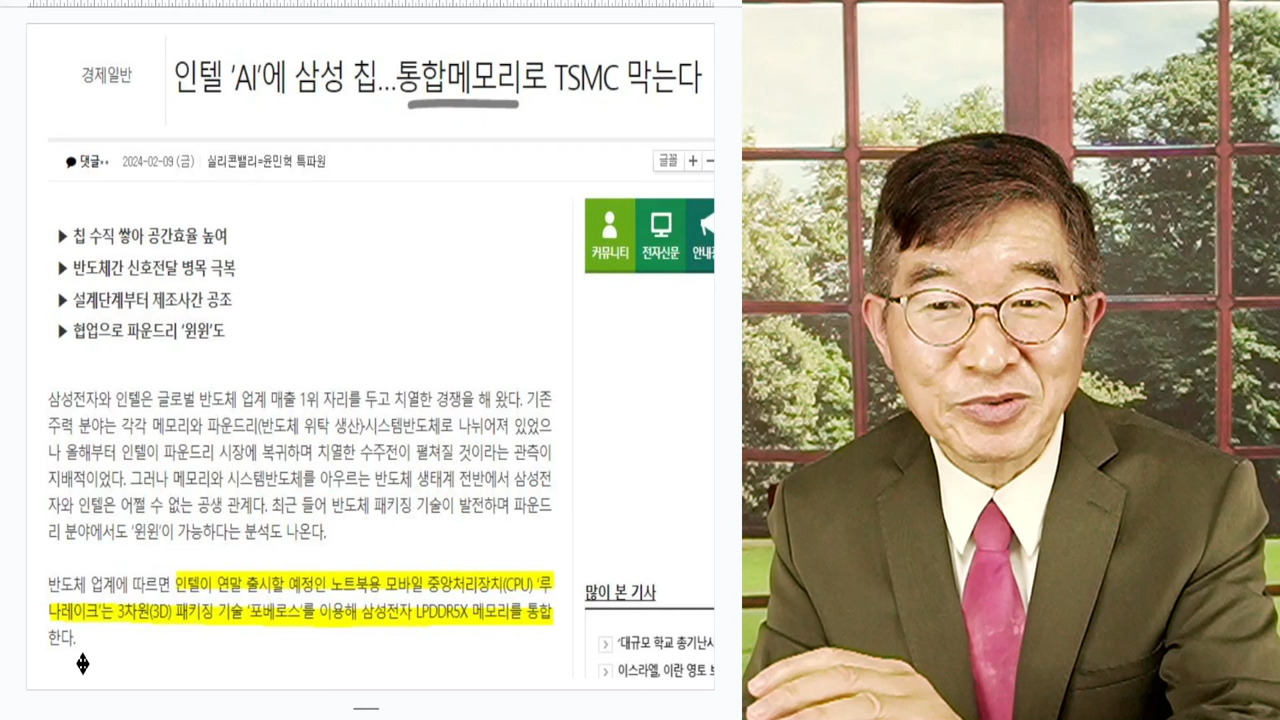 경제일반
인텔 'AI'에 삼성 칩...통합메모리로 TSMC 막는다
댓글
2024-02-09 (금)
실리콘밸리=윤민혁 특파원
글꼴 + −
▶ 칩 수직 쌓아 공간효율 높여
▶ 반도체간 신호전달 병목 극복
▶ 설계단계부터 제조사간 공조
▶ 협업으로 파운드리 '윈윈'도
커뮤니티
전자신문
삼성전자와 인텔은 글로벌 반도체 업계 매출 1위 자리를 두고 치열한 경쟁을 해 왔다. 기존
주력 분야는 각각 메모리와 파운드리(반도체 위탁 생산)·시스템반도체로 나뉘어져 있었으
나 올해부터 인텔이 파운드리 시장에 복귀하며 치열한 수주전이 펼쳐질 것이라는 관측이
지배적이었다. 그러나 메모리와 시스템반도체를 아우르는 반도체 생태계 전반에서 삼성전
자와 인텔은 어쩔 수 없는 공생 관계다. 최근 들어 반도체 패키징 기술이 발전하며 파운드
리 분야에서도 '윈윈'이 가능하다는 분석도 나온다.
반도체 업계에 따르면 인텔이 연말 출시할 예정인 노트북용 모바일 중앙처리장치(CPU) '루
나레이크'는 3차원(3D) 패키징 기술 '포베로스'를 이용해 삼성전자 LPDDR5X 메모리를 통합
한다.
많이 본 기사
'대규모 학교 총기난사
이스라엘, 이란 영토